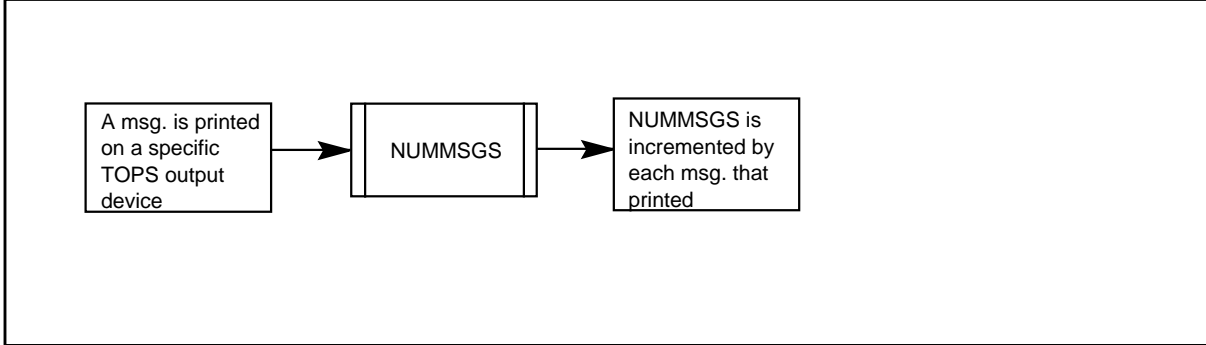 A msg. is printed
on a specific
TOPS output
device
NUMMSGS
NUMMSGS is
incremented by
each msg. that
printed